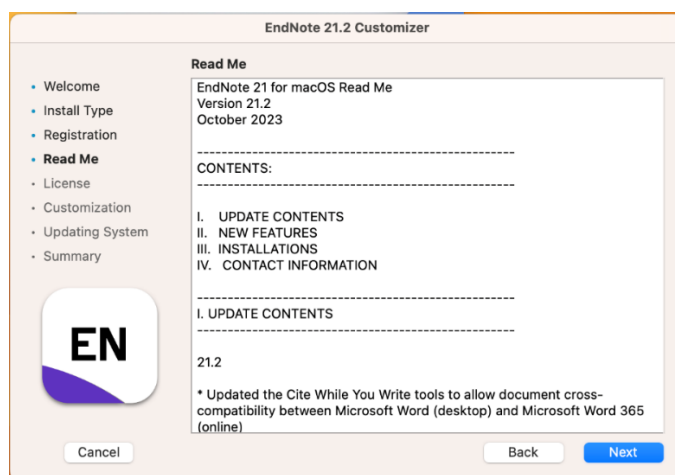 EndNote 21.2 Customizer
Welcome
Install Type
Registration
Read Me
License
Customization
Updating System
Summary
EN
Read Me
EndNote 21 for macOS Read Me
Version 21.2
October 2023
----------------------------------------------------
CONTENTS:
----------------------------------------------------
I. UPDATE CONTENTS
II. NEW FEATURES
III. INSTALLATIONS
IV. CONTACT INFORMATION
----------------------------------------------------
I. UPDATE CONTENTS
----------------------------------------------------
21.2
* Updated the Cite While You Write tools to allow document cross-
compatibility between Microsoft Word (desktop) and Microsoft Word 365
(online)
Cancel
Back
Next